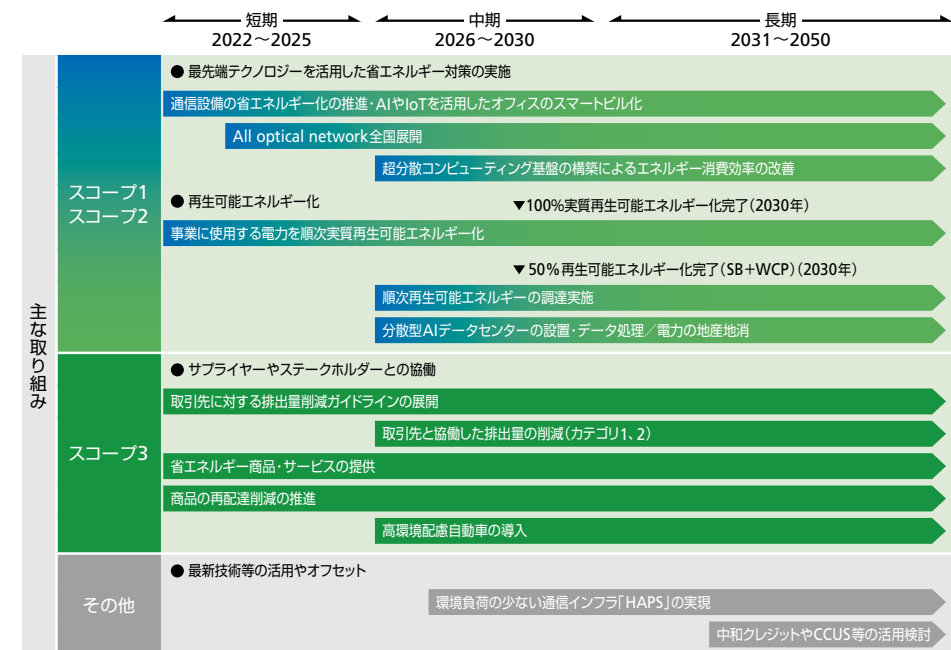 短期
中期
長期
2022〜2025
2026〜2030
2031〜2050
主な取り組み
スコープ1
スコープ2
● 最先端テクノロジーを活用した省エネルギー対策の実施
通信設備の省エネルギー化の推進・AIやIoTを活用したオフィスのスマートビル化
All optical network全国展開
超分散コンピューティング基盤の構築によるエネルギー消費効率の改善
● 再生可能エネルギー化
▼100%実質再生可能エネルギー化完了(2030年)
事業に使用する電力を順次実質再生可能エネルギー化
▼50%再生可能エネルギー化完了(SB+WCP)(2030年)
順次再生可能エネルギーの調達実施
分散型AIデータセンターの設置・データ処理/電力の地産地消
スコープ3
● サプライヤーやステークホルダーとの協働
取引先に対する排出量削減ガイドラインの展開
取引先と協働した排出量の削減(カテゴリ1、2)
省エネルギー商品・サービスの提供
商品の再配達削減の推進
高環境配慮自動車の導入
その他
● 最新技術等の活用やオフセット
環境負荷の少ない通信インフラ「HAPS」の実現
中和クレジットやCCUS等の活用検討